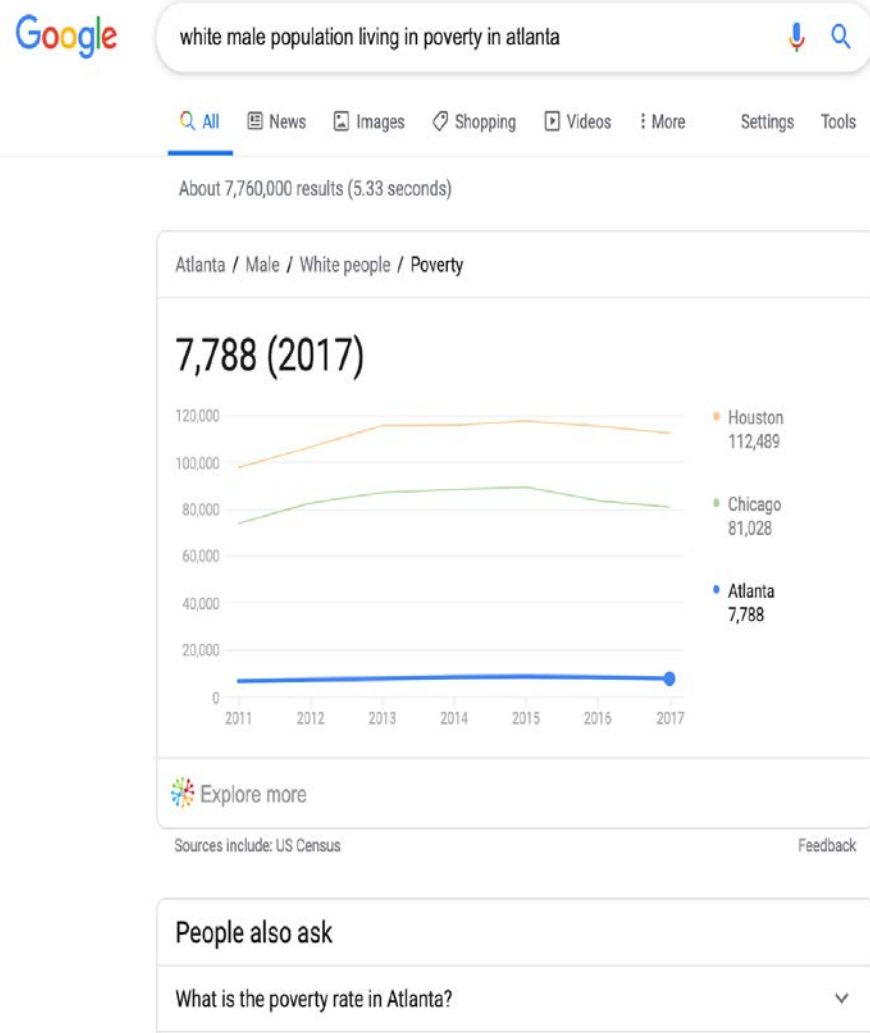 Google
white male population living in poverty in atlanta
All News Images Shopping Videos More Settings Tools
About 7,760,000 results (5.33 seconds)
Atlanta / Male / White people / Poverty
7,788 (2017)
120,000
100,000
80,000
60,000
40,000
20,000
0
2011 2012 2013 2014 2015 2016 2017
Houston
112,489
Chicago
81,028
Atlanta
7,788
Explore more
Sources include: US Census Feedback
People also ask
What is the poverty rate in Atlanta?